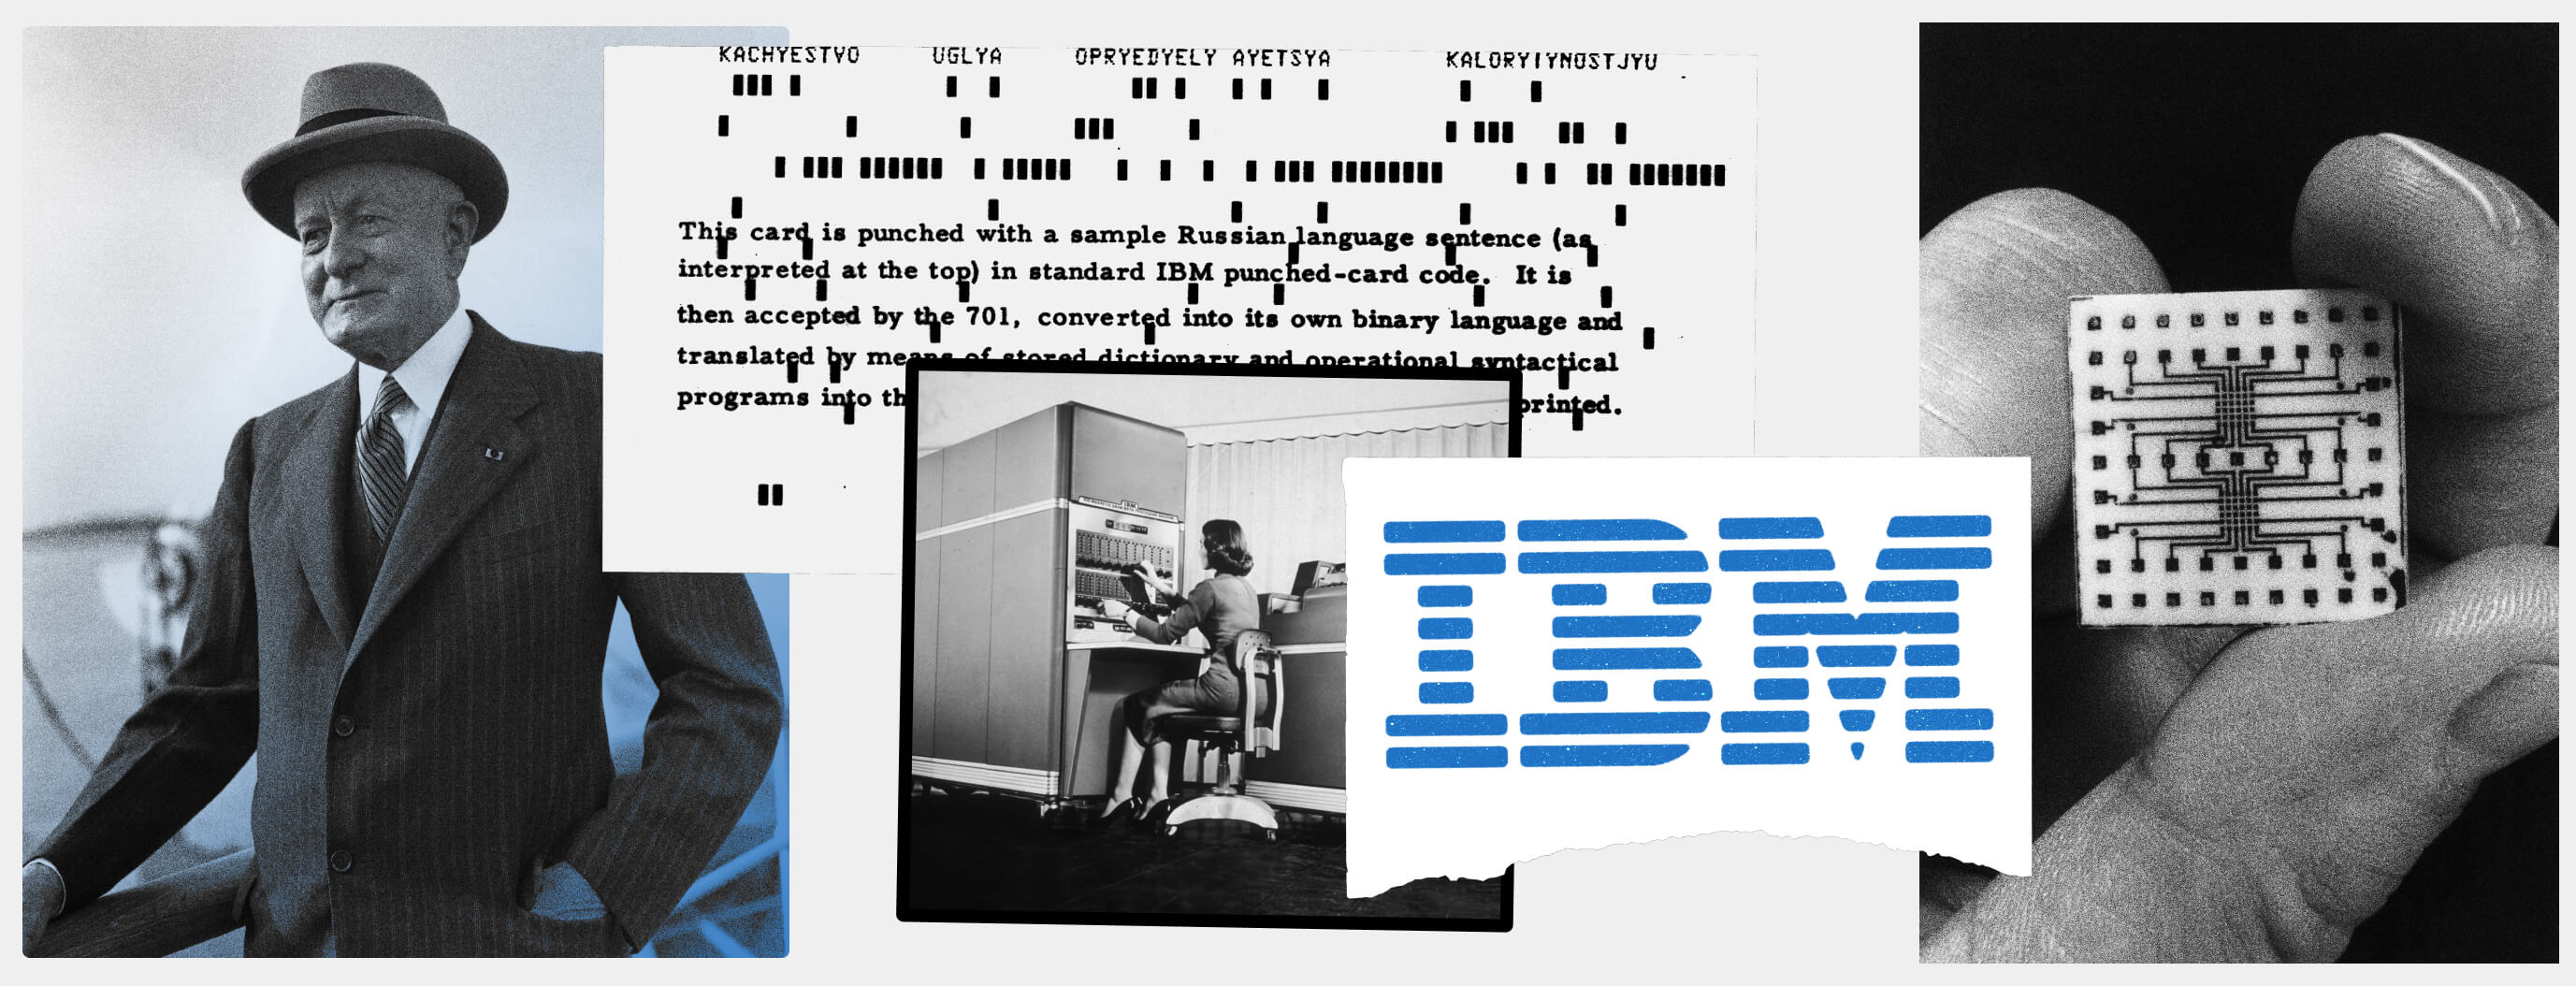 KACHYESTVO UGLYA OPRYEDYELY AYETSYA KALORYIYNOSTJYU
This card is punched with a sample Russian language sentence (as
interpreted at the top) in standard IBM punched-card code. It is
then accepted by the 701, converted into its own binary language and
translated by means of stored dictionary and operational syntactical
programs into th printed.
IBM